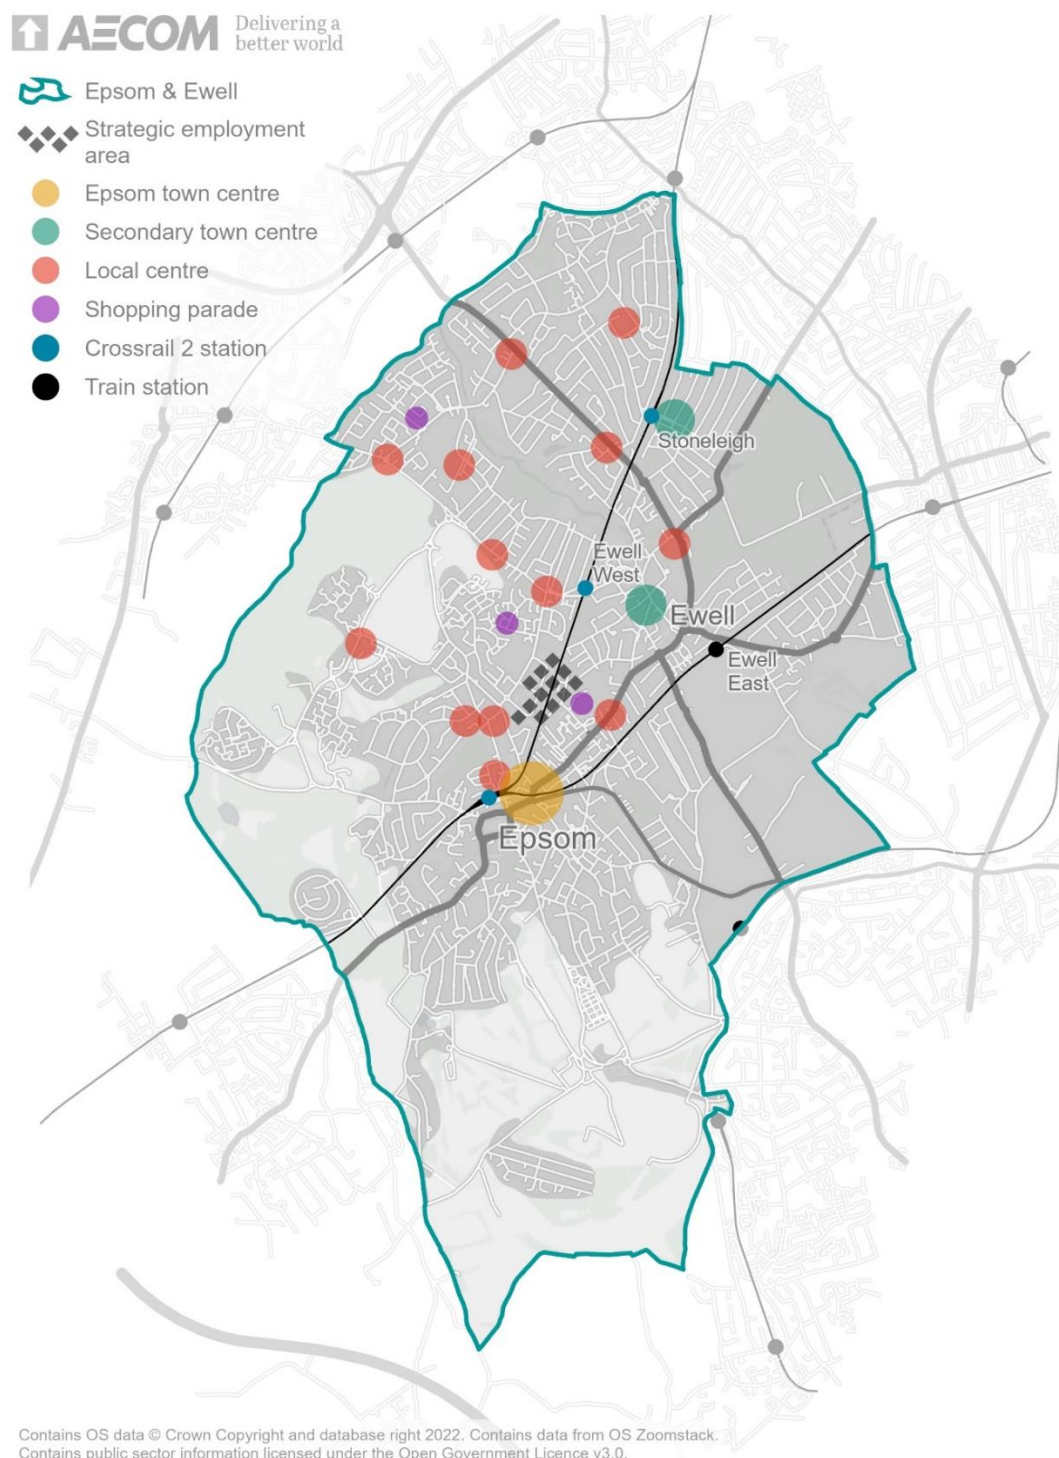 AECOM
Delivering a
better world
Epsom & Ewell
Strategic employment
area
Epsom town centre
Secondary town centre
Local centre
Shopping parade
Crossrail 2 station
Train station
Stoneleigh
Ewell
West
Ewell
Ewell
East
Epsom
Contains OS data © Crown Copyright and database right 2022. Contains data from OS Zoomstack.
Contains public sector information licensed under the Open Government Licence v3.0.